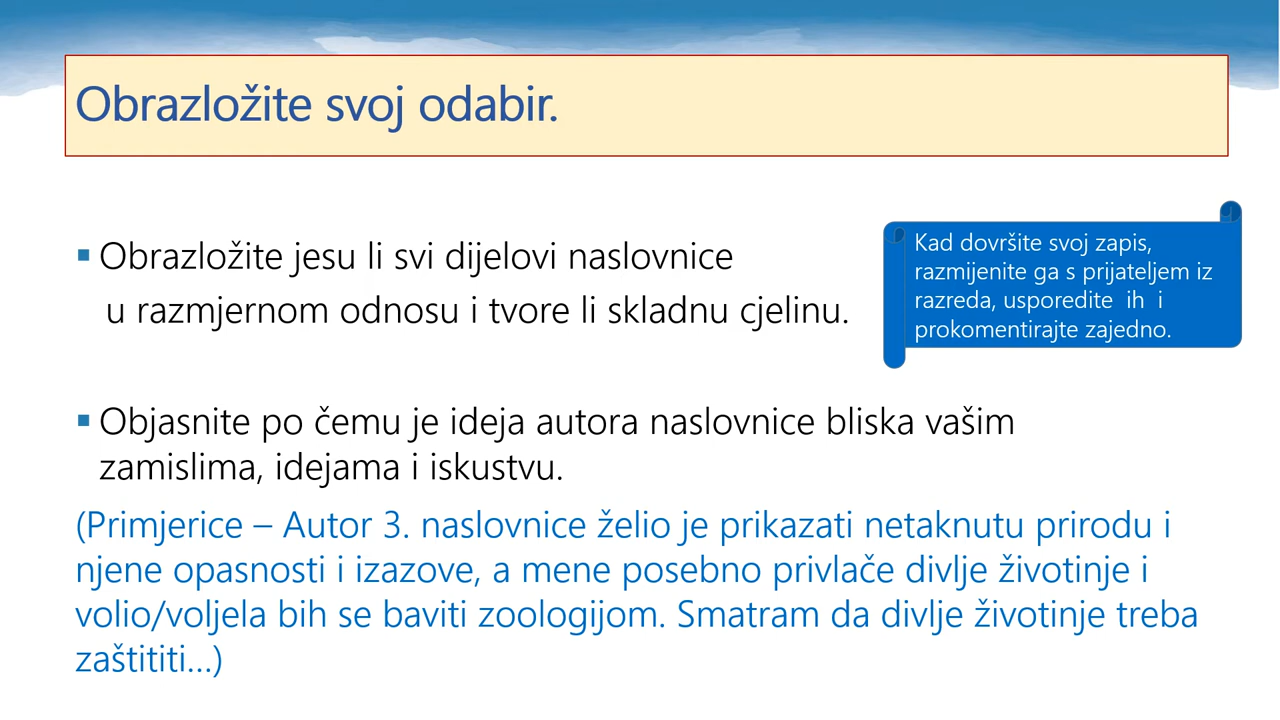 Obrazložite svoj odabir.
▪ Obrazložite jesu li svi dijelovi naslovnice
u razmjernom odnosu i tvore li skladnu cjelinu.
Kad dovršite svoj zapis,
razmijenite ga s prijateljem iz
razreda, usporedite ih i
prokomentirajte zajedno.
▪ Objasnite po čemu je ideja autora naslovnice bliska vašim
zamislima, idejama i iskustvu.
(Primjerice – Autor 3. naslovnice želio je prikazati netaknutu prirodu i
njene opasnosti i izazove, a mene posebno privlače divlje životinje i
volio/voljela bih se baviti zoologijom. Smatram da divlje životinje treba
zaštititi…)